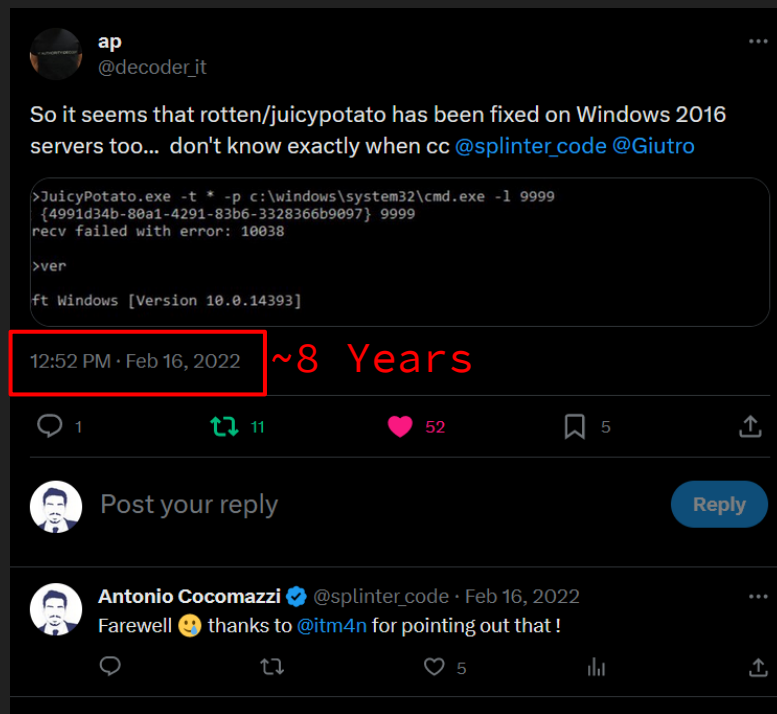 ap
@decoder_it
So it seems that rotten/juicypotato has been fixed on Windows 2016
servers too... don't know exactly when cc @splinter_code @Giutro
>JuicyPotato.exe -t * -p c:\windows\system32\cmd.exe -l 9999
{4991d34b-80a1-4291-83b6-3328366b9097} 9999
recv failed with error: 10038
>ver
ft Windows [Version 10.0.14393]
12:52 PM · Feb 16, 2022
~8 Years
1 11 52 5
Post your reply
Reply
Antonio Cocomazzi @splinter_code · Feb 16, 2022
Farewell 🥲 thanks to @itm4n for pointing out that !
5